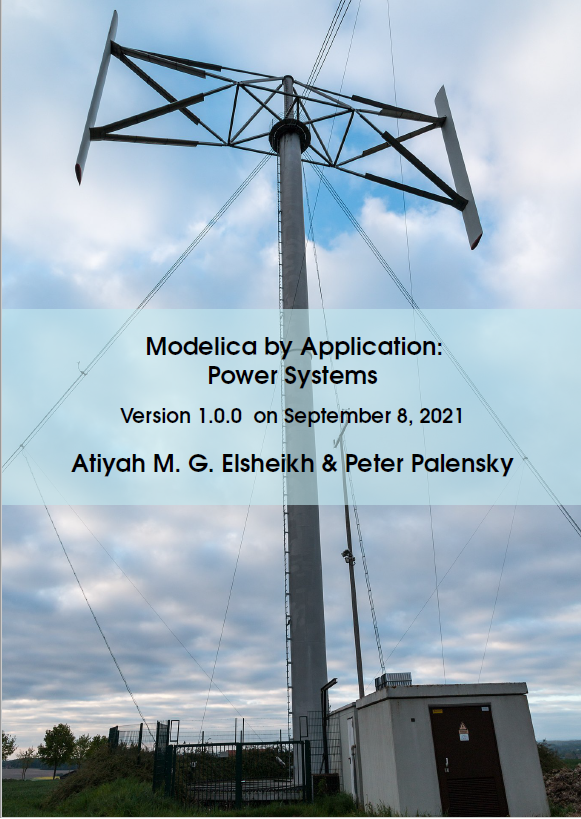 Modelica by Application:
Power Systems
Version 1.0.0 on September 8, 2021
Atiyah M. G. Elsheikh & Peter Palensky